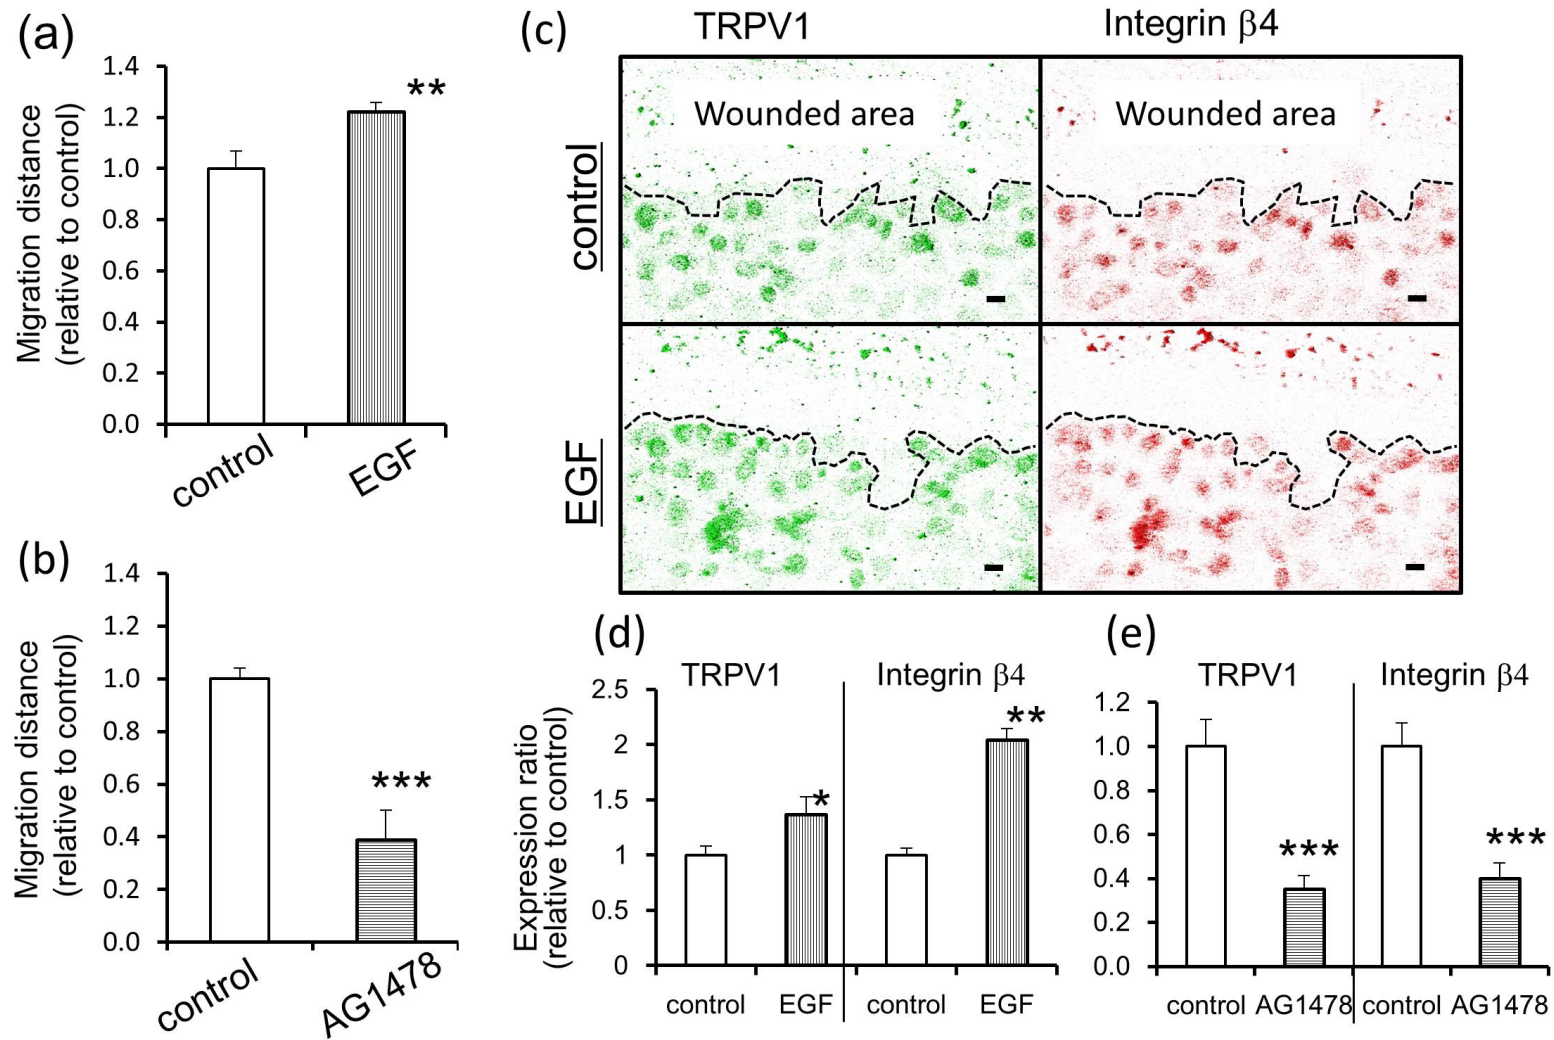 (a)
Migration distance
(relative to control)
1.4
1.2
1.0
0.8
0.6
0.4
0.2
0.0
**
control
EGF
(b)
Migration distance
(relative to control)
1.4
1.2
1.0
0.8
0.6
0.4
0.2
0.0
***
control
AG1478
(c)
TRPV1
Integrin β4
control
Wounded area
Wounded area
EGF
(d)
TRPV1
Integrin β4
Expression ratio
(relative to control)
2.5
2
1.5
1
0.5
0
*
**
control
EGF
control
EGF
(e)
TRPV1
Integrin β4
1.2
1.0
0.8
0.6
0.4
0.2
0.0
***
***
control
AG1478
control
AG1478